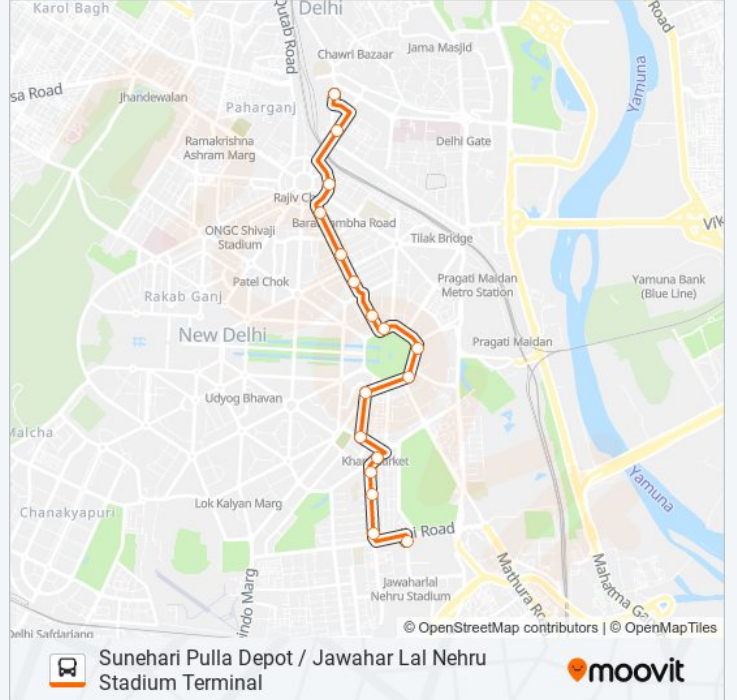 Karol Bagh
Delhi
Qutab Road
Road
Chawri Bazaar
Jama Masjid
Yamuna
sa Road
Jhandewalan
Paharganj
Ramakrishna
Ashram Marg
Delhi Gate
Rajiv Ch
Bara
mbha Road
Vik
ONGC Shivaji
Stadium
Tilak Bridge
Patel Chok
Pragati Maidan
Metro Station
Yamuna Bank
(Blue Line)
Rakab Ganj
New Delhi
Pragati Maidan
Udyog Bhavan
Malcha
Khan Market
Lok Kalyan Marg
Yamuna
Chanakyapuri
i Road
Jawaharlal
Nehru Stadium
Mathura Ro
Mahatma Ga
indo Marg
Delhi Safdarjang
© OpenStreetMap contributors | © OpenMapTiles
Sunehari Pulla Depot / Jawahar Lal Nehru
Stadium Terminal
moovit